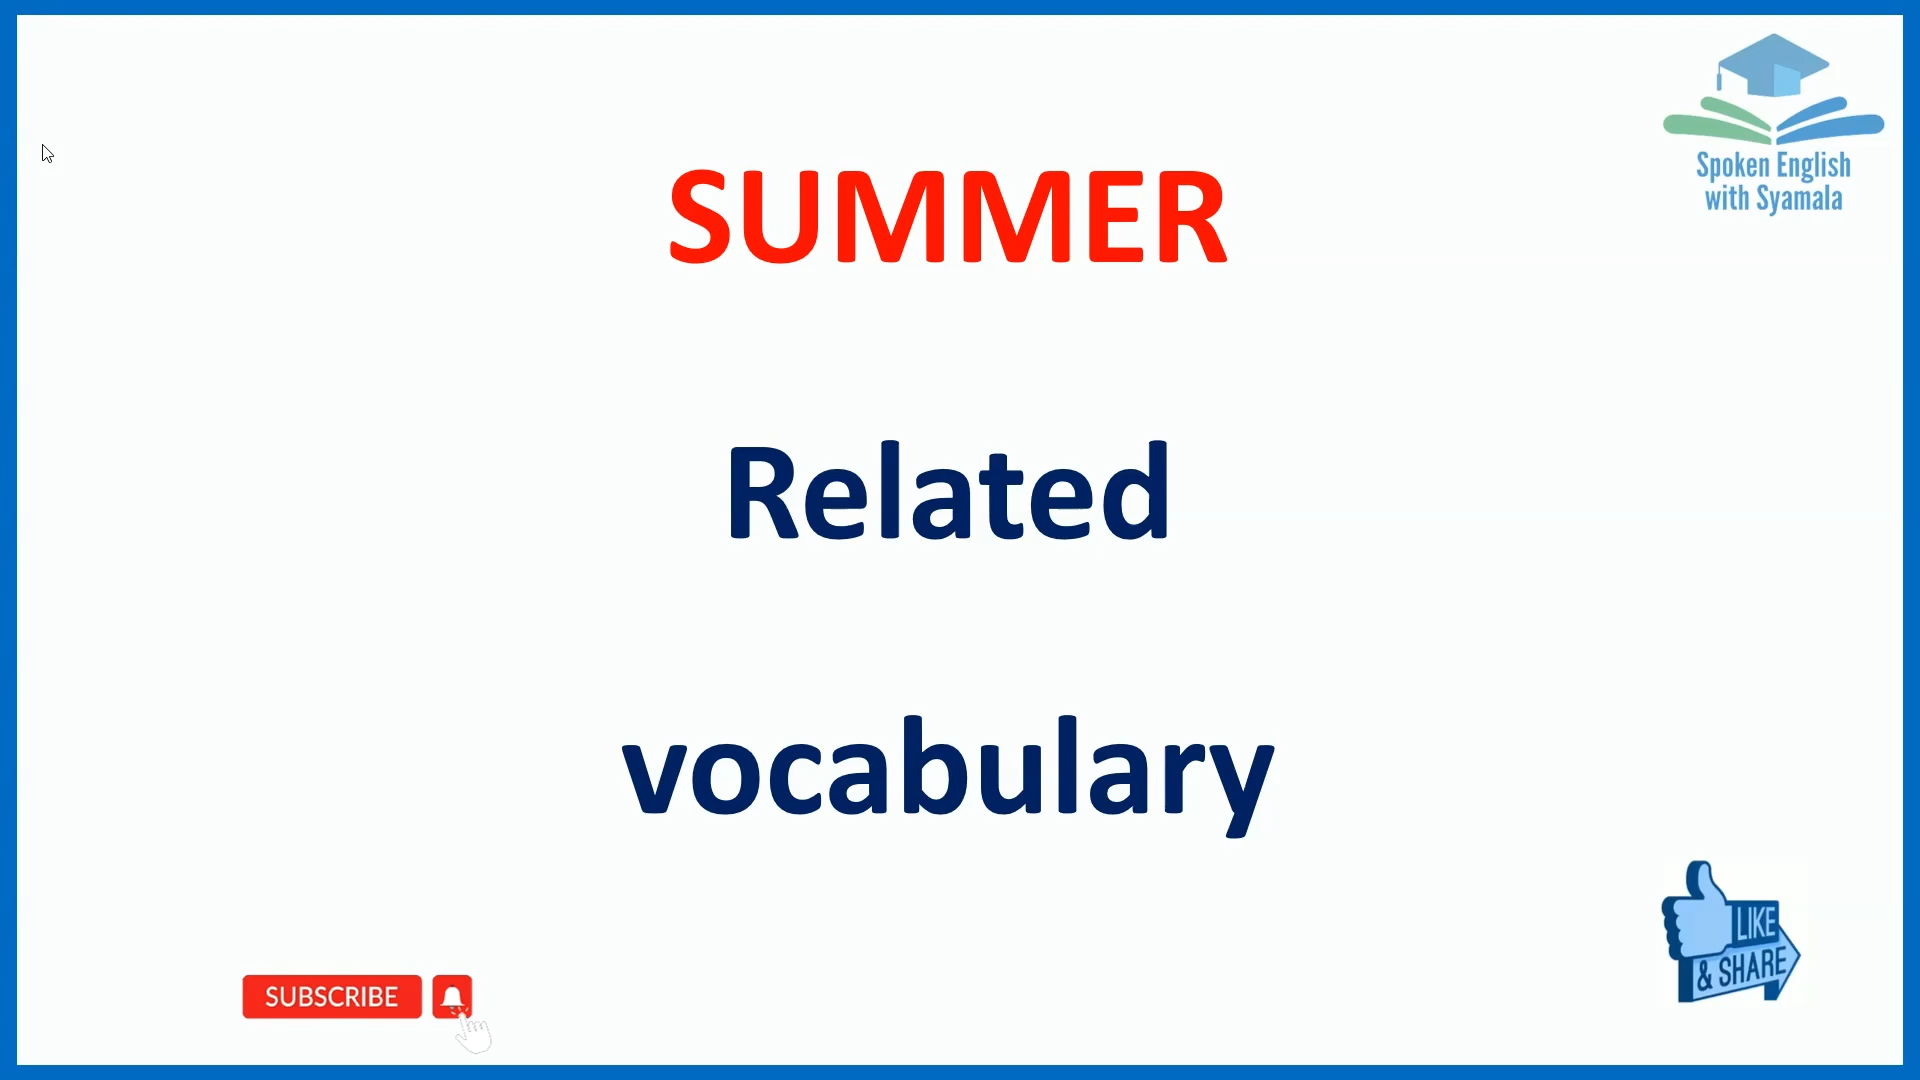 Spoken English
with Syamala
SUMMER
Related
vocabulary
LIKE
& SHARE
SUBSCRIBE